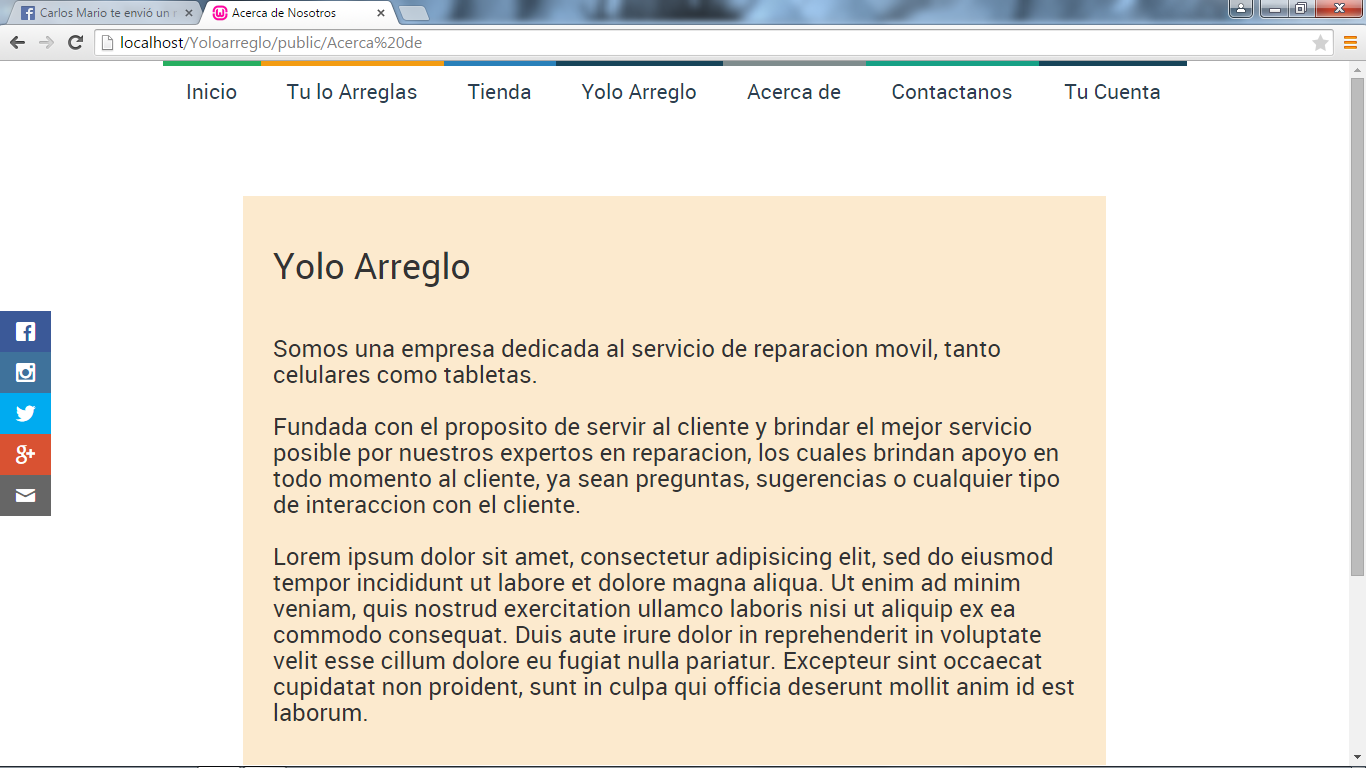 Carlos Mario te envió un
Acerca de Nosotros
localhost/Yoloarreglo/public/Acerca%20de
Inicio
Tu lo Arreglas
Tienda
Yolo Arreglo
Acerca de
Contactanos
Tu Cuenta
Yolo Arreglo
Somos una empresa dedicada al servicio de reparacion movil, tanto
celulares como tabletas.
Fundada con el proposito de servir al cliente y brindar el mejor servicio
posible por nuestros expertos en reparacion, los cuales brindan apoyo en
todo momento al cliente, ya sean preguntas, sugerencias o cualquier tipo
de interaccion con el cliente.
Lorem ipsum dolor sit amet, consectetur adipisicing elit, sed do eiusmod
tempor incididunt ut labore et dolore magna aliqua. Ut enim ad minim
veniam, quis nostrud exercitation ullamco laboris nisi ut aliquip ex ea
commodo consequat. Duis aute irure dolor in reprehenderit in voluptate
velit esse cillum dolore eu fugiat nulla pariatur. Excepteur sint occaecat
cupidatat non proident, sunt in culpa qui officia deserunt mollit anim id est
laborum.